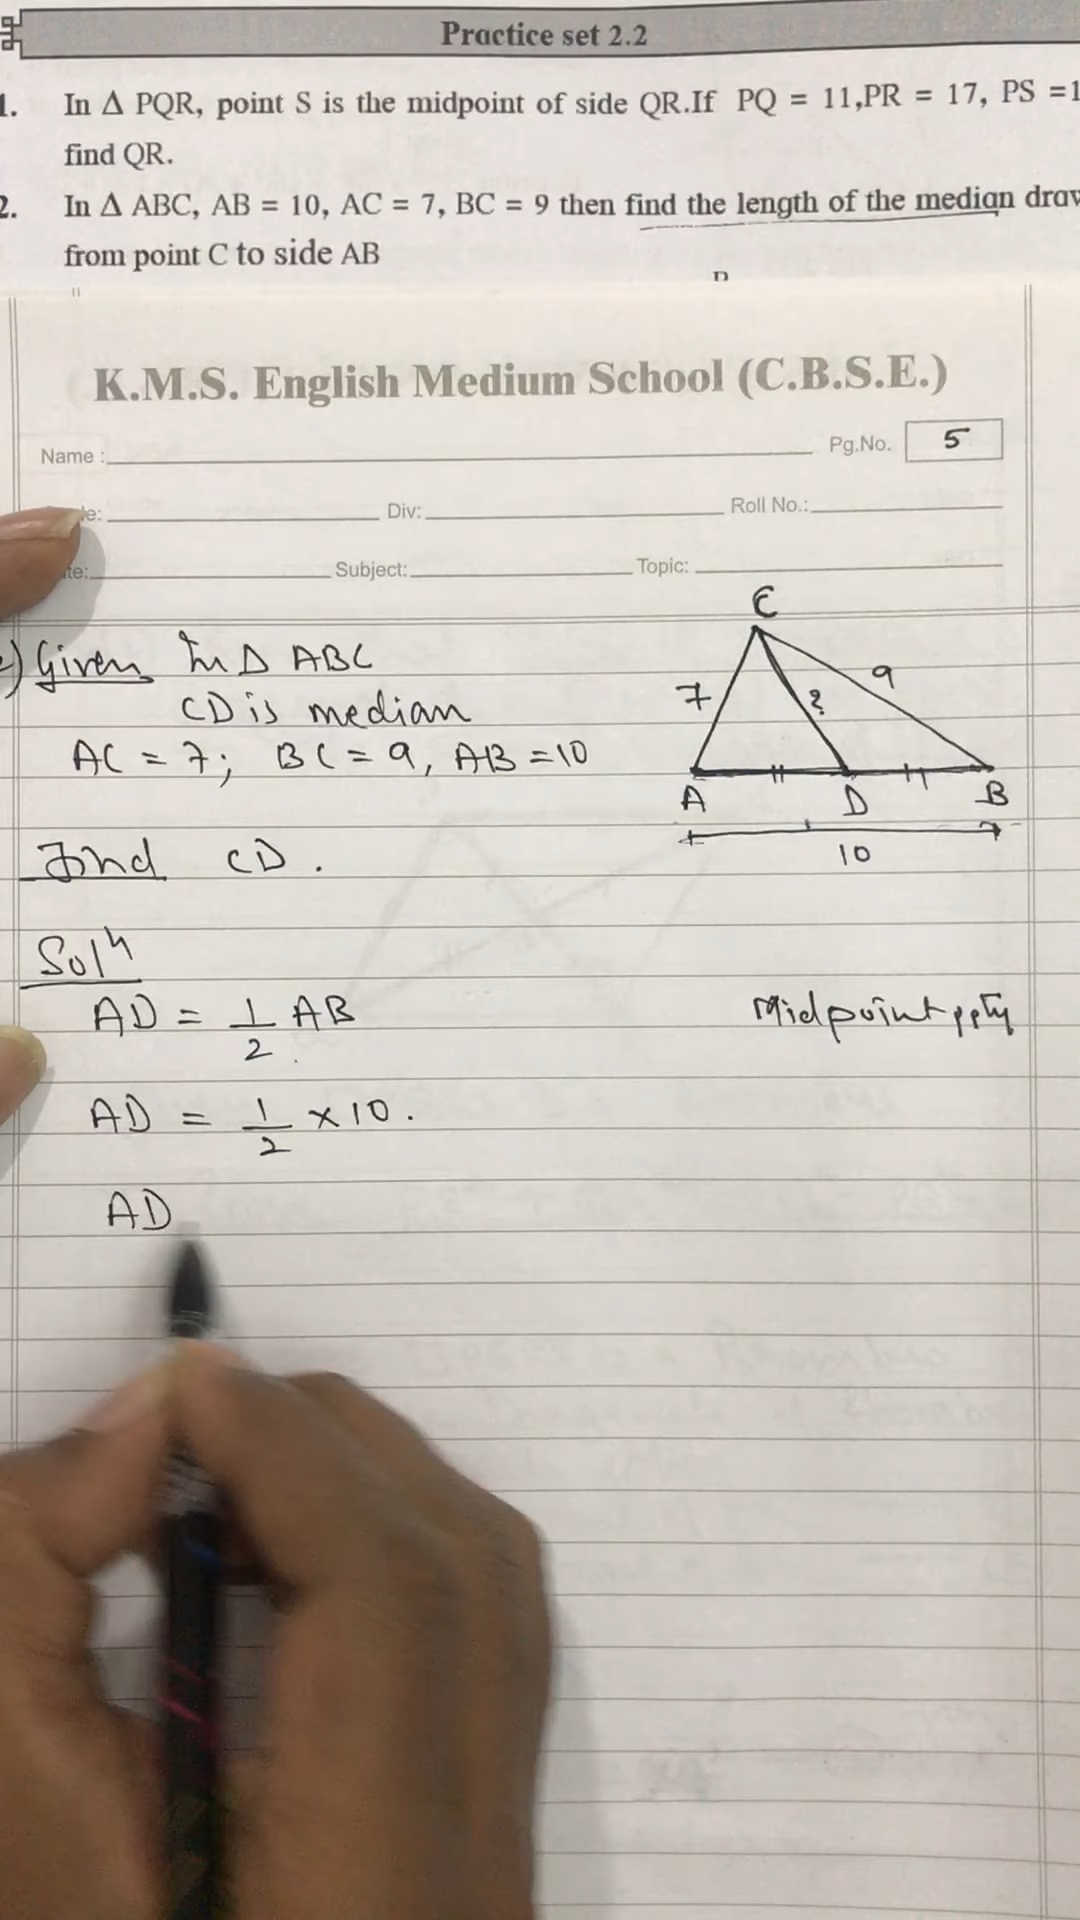 Practice set 2.2
1. In Δ PQR, point S is the midpoint of side QR.If PQ = 11,PR = 17, PS =1
find QR.
2. In Δ ABC, AB = 10, AC = 7, BC = 9 then find the length of the median draw
from point C to side AB
K.M.S. English Medium School (C.B.S.E.)
Name : Pg.No. 5
Div: Roll No.:
Subject: Topic:
Given In Δ ABC
CD is median
AC = 7; BC = 9, AB = 10
C
7 ? 9
A D B
10
Find CD.
Solⁿ
AD = 1/2 AB Midpoint ppty
AD = 1/2 × 10.
AD